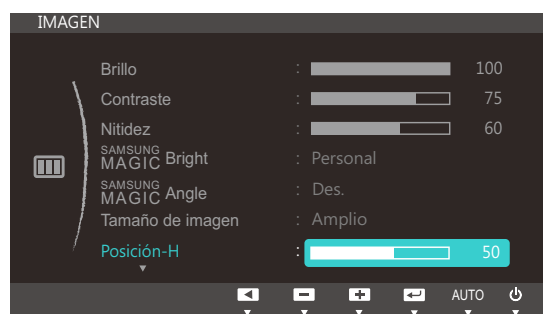 IMAGEN
Brillo : 100
Contraste : 75
Nitidez : 60
SAMSUNG MAGIC Bright : Personal
SAMSUNG MAGIC Angle : Des.
Tamaño de imagen : Amplio
Posición-H : 50
AUTO